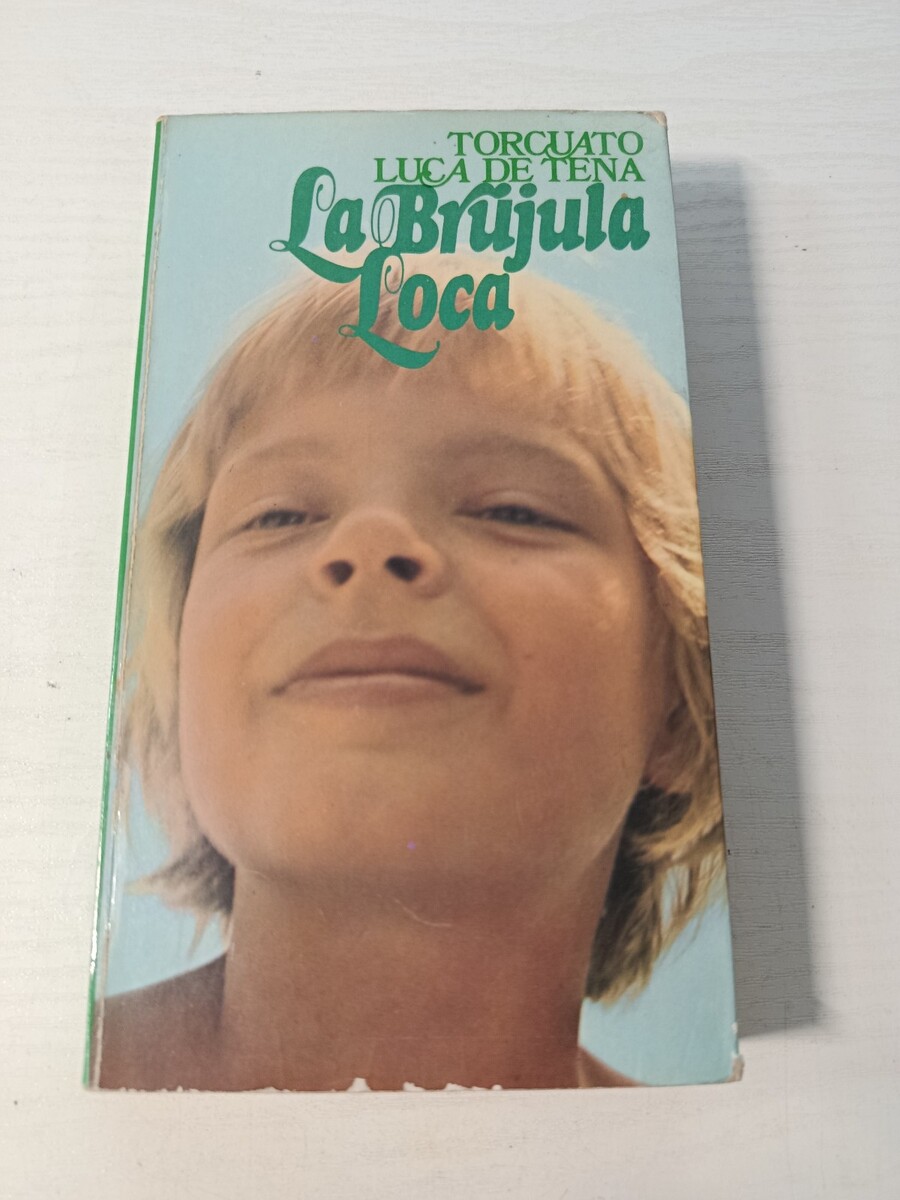 TORCUATO
LUCA DE TENA
La Brújula
Loca